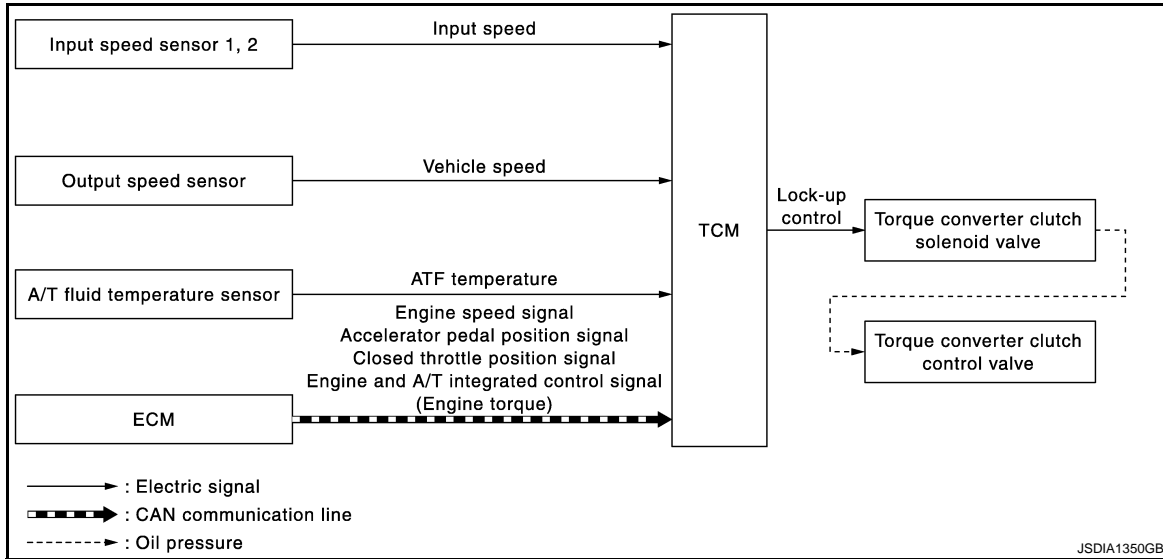 Input speed sensor 1, 2
Input speed
Output speed sensor
Vehicle speed
TCM
Lock-up
control
Torque converter clutch
solenoid valve
A/T fluid temperature sensor
ATF temperature
Engine speed signal
Accelerator pedal position signal
Closed throttle position signal
Engine and A/T integrated control signal
(Engine torque)
Torque converter clutch
control valve
ECM
: Electric signal
: CAN communication line
: Oil pressure
JSDIA1350GB